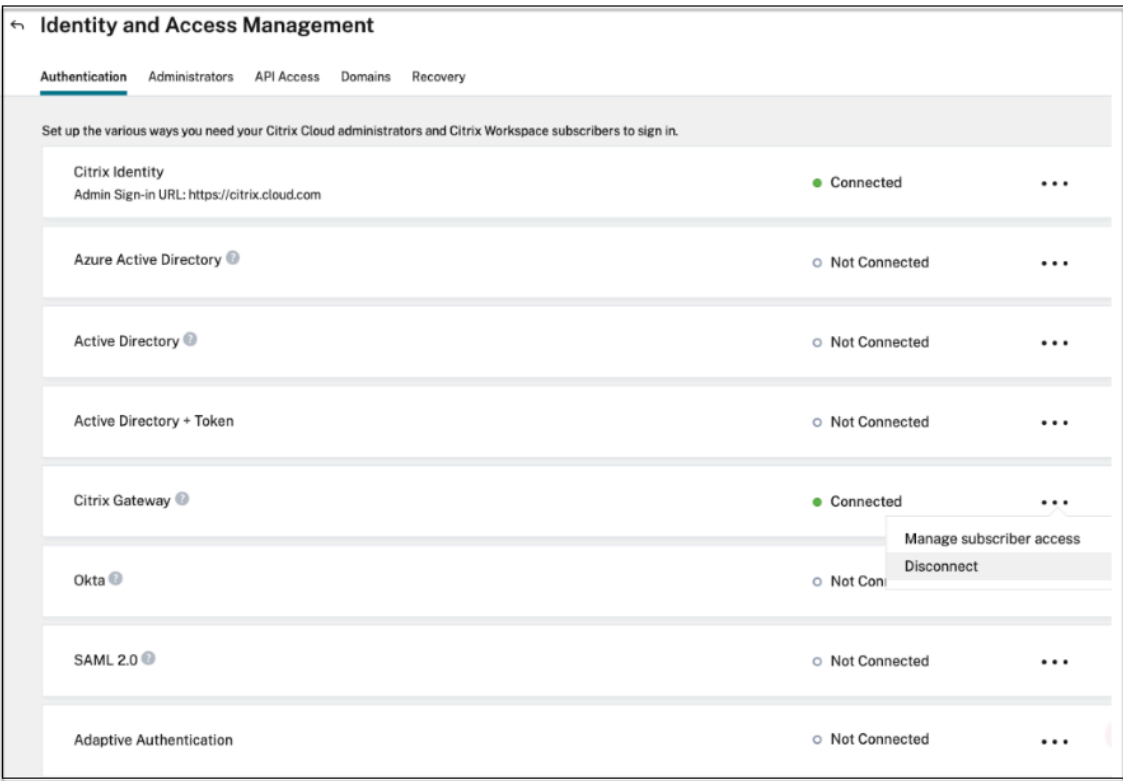 Identity and Access Management
Authentication Administrators API Access Domains Recovery
Set up the various ways you need your Citrix Cloud administrators and Citrix Workspace subscribers to sign in.
Citrix Identity
Admin Sign-in URL: https://citrix.cloud.com
Connected
Azure Active Directory ?
Not Connected
Active Directory ?
Not Connected
Active Directory + Token
Not Connected
Citrix Gateway ?
Connected
Manage subscriber access
Disconnect
Okta ?
Not Con
SAML 2.0 ?
Not Connected
Adaptive Authentication
Not Connected